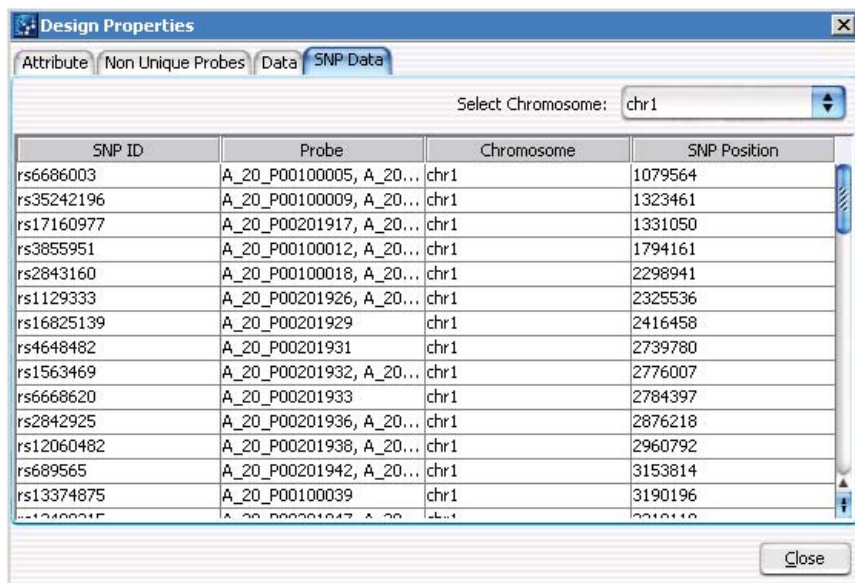 Design Properties
Attribute Non Unique Probes Data SNP Data
Select Chromosome: chr1
SNP ID Probe Chromosome SNP Position
rs6686003 A_20_P00100005, A_20... chr1 1079564
rs35242196 A_20_P00100009, A_20... chr1 1323461
rs17160977 A_20_P00201917, A_20... chr1 1331050
rs3855951 A_20_P00100012, A_20... chr1 1794161
rs2843160 A_20_P00100018, A_20... chr1 2298941
rs1129333 A_20_P00201926, A_20... chr1 2325536
rs16825139 A_20_P00201929 chr1 2416458
rs4648482 A_20_P00201931 chr1 2739780
rs1563469 A_20_P00201932, A_20... chr1 2776007
rs6668620 A_20_P00201933 chr1 2784397
rs2842925 A_20_P00201936, A_20... chr1 2876218
rs12060482 A_20_P00201938, A_20... chr1 2960792
rs689565 A_20_P00201942, A_20... chr1 3153814
rs13374875 A_20_P00100039 chr1 3190196
Close